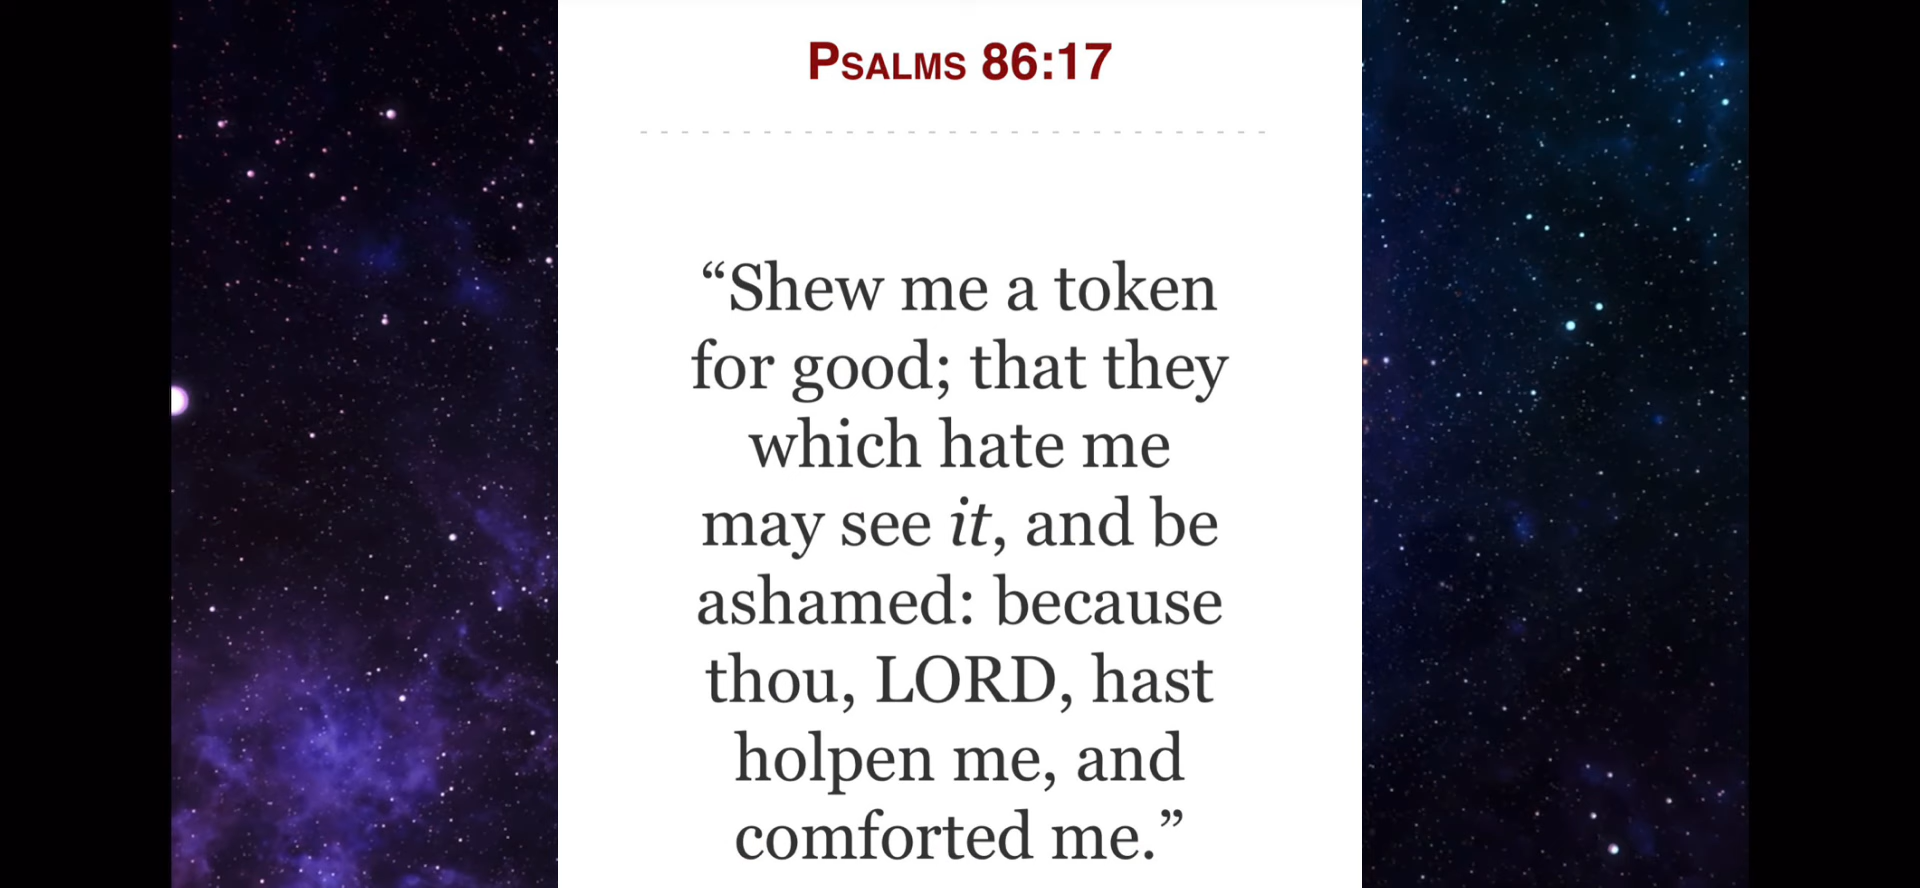 Psalms 86:17
“Shew me a token
for good; that they
which hate me
may see it, and be
ashamed: because
thou, LORD, hast
holpen me, and
comforted me.”